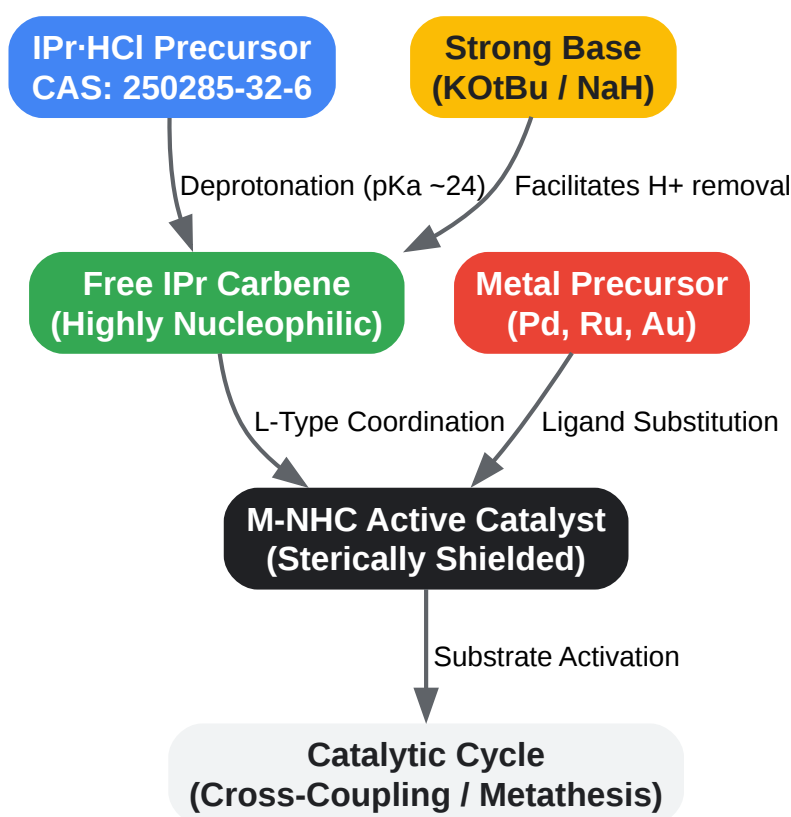 IPr·HCl Precursor
CAS: 250285-32-6
Strong Base
(KOtBu / NaH)
Deprotonation (pKa ~24)
Facilitates H+ removal
Free IPr Carbene
(Highly Nucleophilic)
Metal Precursor
(Pd, Ru, Au)
L-Type Coordination
Ligand Substitution
M-NHC Active Catalyst
(Sterically Shielded)
Substrate Activation
Catalytic Cycle
(Cross-Coupling / Metathesis)